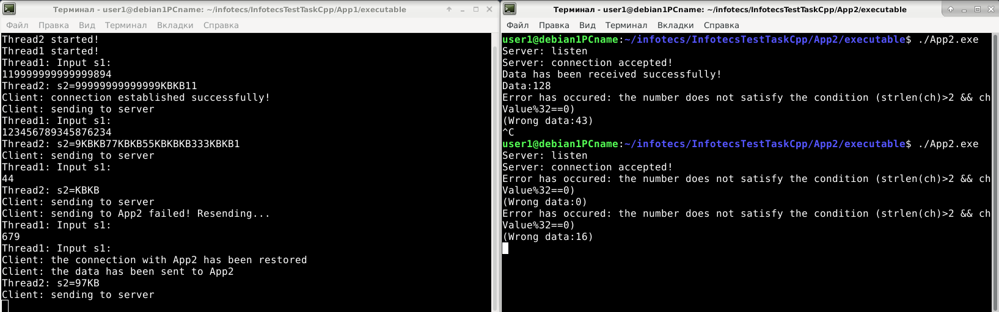 Терминал - user1@debian1PCname: ~/infotecs/InfotecsTestTaskCpp/App1/executable
Файл Правка Вид Терминал Вкладки Справка
Thread2 started!
Thread1 started!
Thread1: Input s1:
119999999999999894
Thread2: s2=99999999999999KBKB11
Client: connection established successfully!
Client: sending to server
Thread1: Input s1:
123456789345876234
Thread2: s2=9KBKB77KBKB55KBKBKB333KBKB1
Client: sending to server
Thread1: Input s1:
44
Thread2: s2=KBKB
Client: sending to server
Client: sending to App2 failed! Resending...
Thread1: Input s1:
679
Thread1: Input s1:
Client: the connection with App2 has been restored
Client: the data has been sent to App2
Thread2: s2=97KB
Client: sending to server
Терминал - user1@debian1PCname: ~/infotecs/InfotecsTestTaskCpp/App2/executable
Файл Правка Вид Терминал Вкладки Справка
user1@debian1PCname:~/infotecs/InfotecsTestTaskCpp/App2/executable$ ./App2.exe
Server: listen
Server: connection accepted!
Data has been received successfully!
Data:128
Error has occured: the number does not satisfy the condition (strlen(ch)>2 && ch
Value%32==0)
(Wrong data:43)
^C
user1@debian1PCname:~/infotecs/InfotecsTestTaskCpp/App2/executable$ ./App2.exe
Server: listen
Server: connection accepted!
Error has occured: the number does not satisfy the condition (strlen(ch)>2 && ch
Value%32==0)
(Wrong data:0)
Error has occured: the number does not satisfy the condition (strlen(ch)>2 && ch
Value%32==0)
(Wrong data:16)